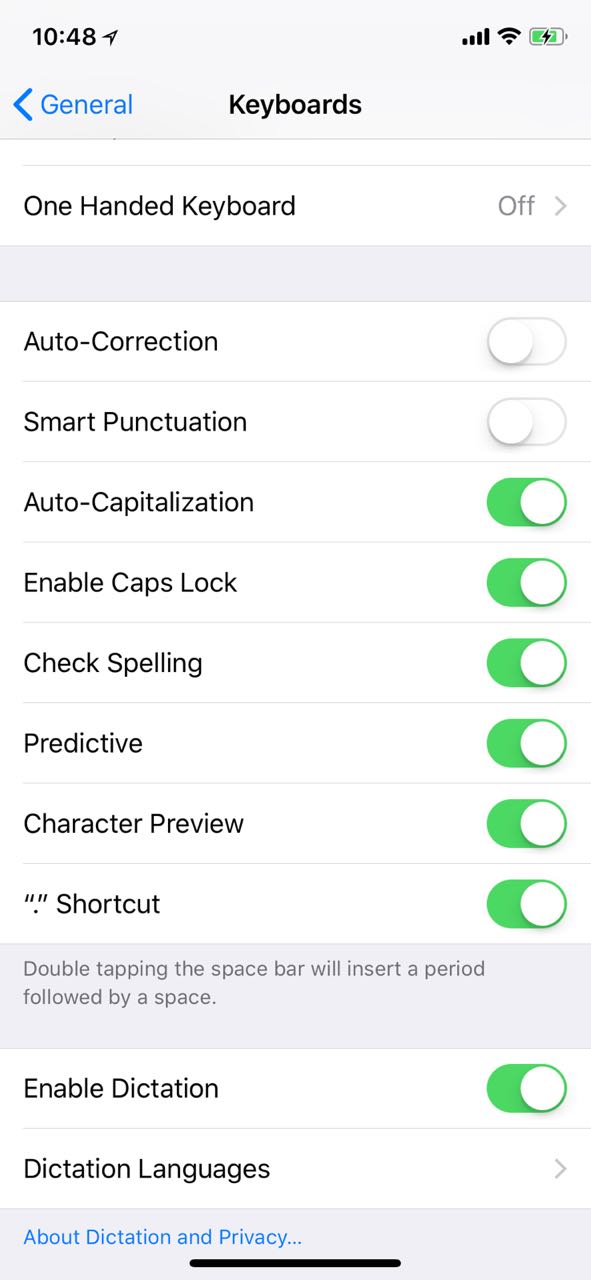 10:48
General
Keyboards
One Handed Keyboard
Off
Auto-Correction
Smart Punctuation
Auto-Capitalization
Enable Caps Lock
Check Spelling
Predictive
Character Preview
“.” Shortcut
Double tapping the space bar will insert a period
followed by a space.
Enable Dictation
Dictation Languages
About Dictation and Privacy...